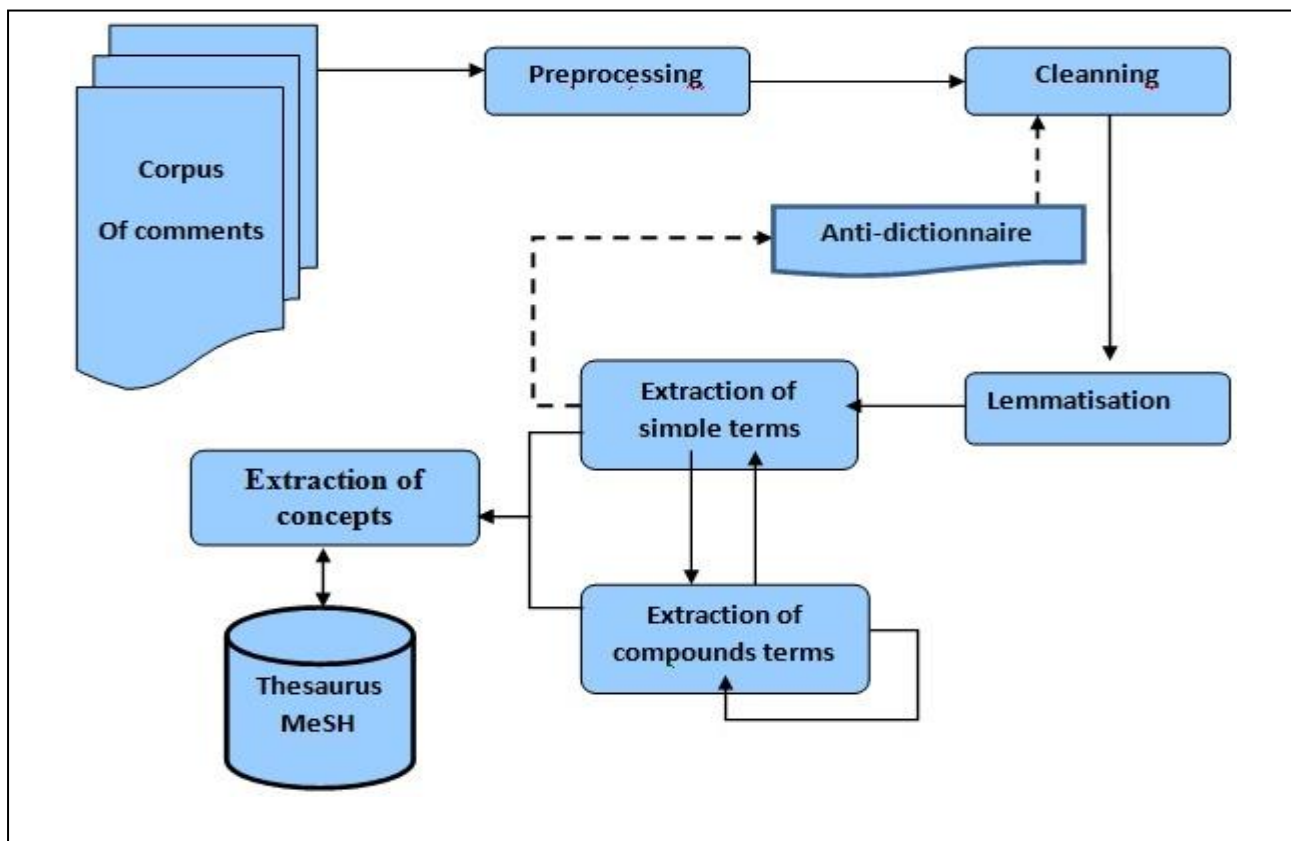 Corpus
Of comments
Preprocessing
Cleanning
Anti-dictionnaire
Lemmatisation
Extraction of
simple terms
Extraction of
concepts
Extraction of
compounds terms
Thesaurus
MeSH